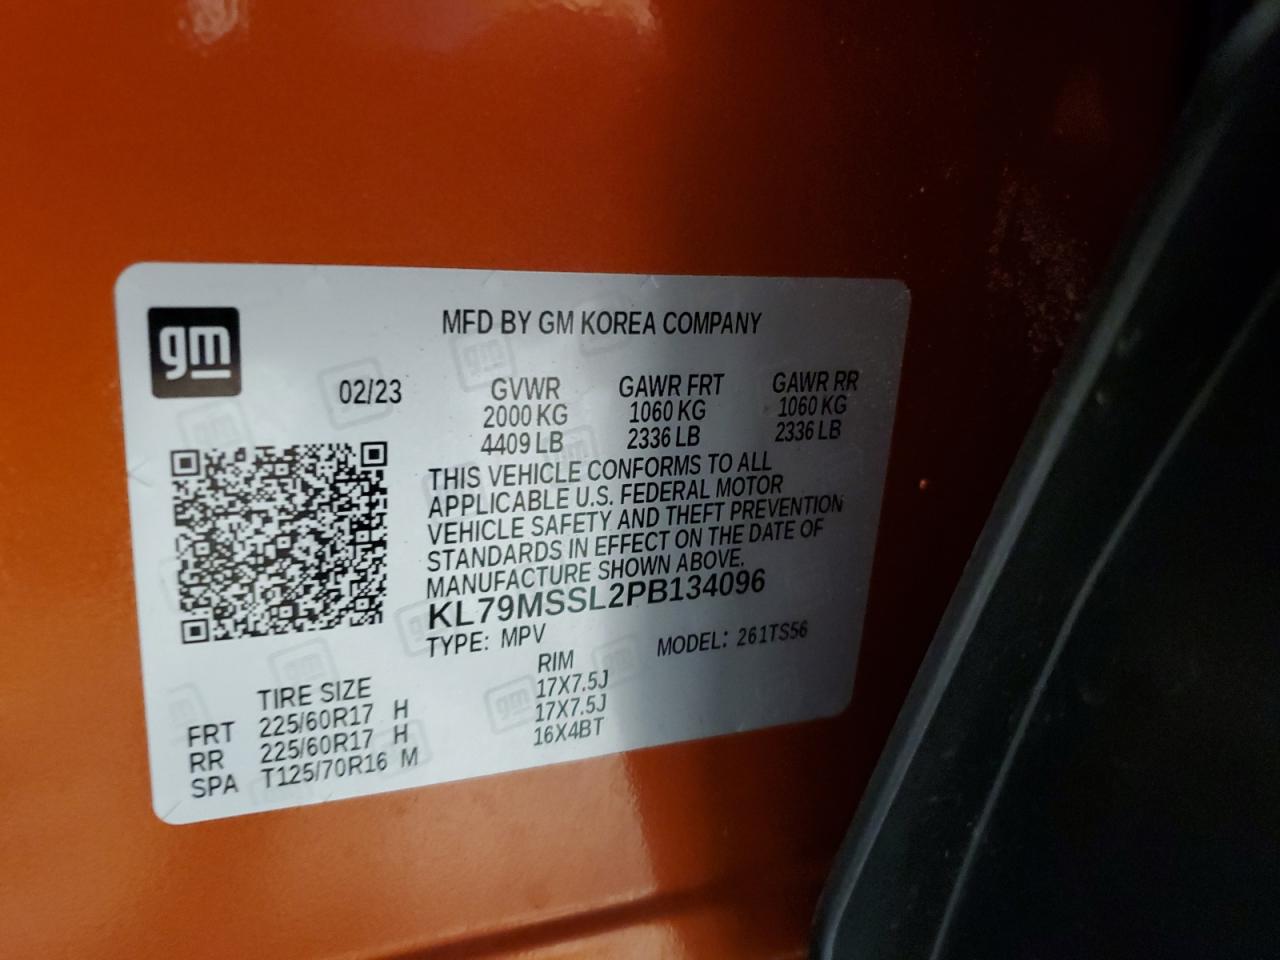 gm
MFD BY GM KOREA COMPANY
02/23
GVWR GAWR FRT GAWR RR
2000 KG 1060 KG 1060 KG
4409 LB 2336 LB 2336 LB
THIS VEHICLE CONFORMS TO ALL
APPLICABLE U.S. FEDERAL MOTOR
VEHICLE SAFETY AND THEFT PREVENTION
STANDARDS IN EFFECT ON THE DATE OF
MANUFACTURE SHOWN ABOVE.
KL79MSSL2PB134096
TYPE: MPV MODEL: 261TS56
TIRE SIZE RIM
FRT 225/60R17 H 17X7.5J
RR 225/60R17 H 17X7.5J
SPA T125/70R16 M 16X4BT